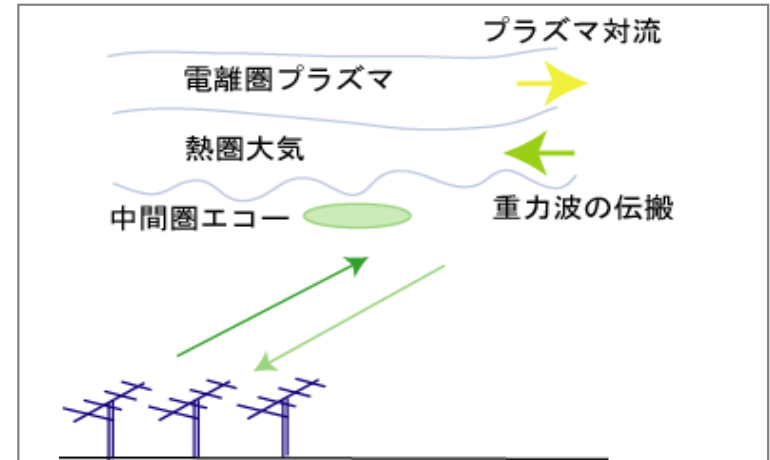 プラズマ対流
電離圏プラズマ
熱圏大気
中間圏エコー
重力波の伝搬